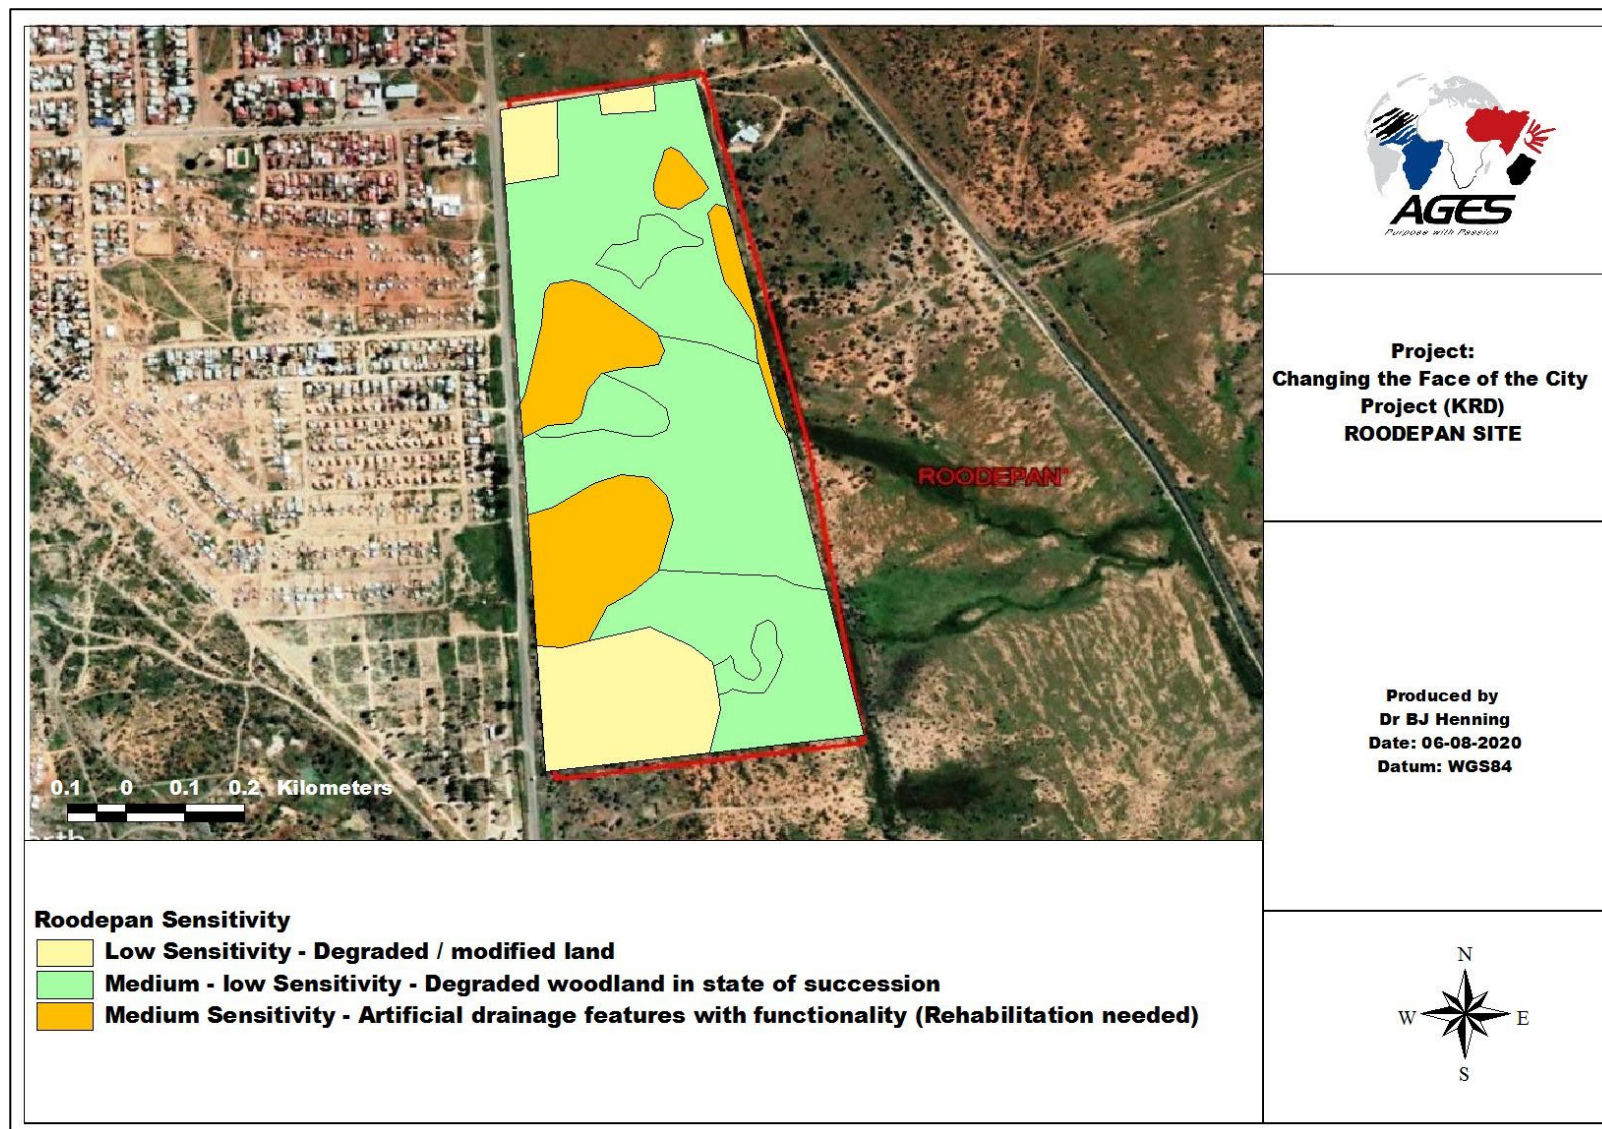 AGES
Purpose with Passion
Project:
Changing the Face of the City
Project (KRD)
ROODEPAN SITE
ROODEPAN"
Produced by
Dr BJ Henning
Date: 06-08-2020
Datum: WGS84
0.1 0 0.1 0.2 Kilometers
Roodepan Sensitivity
Low Sensitivity - Degraded / modified land
Medium - low Sensitivity - Degraded woodland in state of succession
Medium Sensitivity - Artificial drainage features with functionality (Rehabilitation needed)
N
W E
S